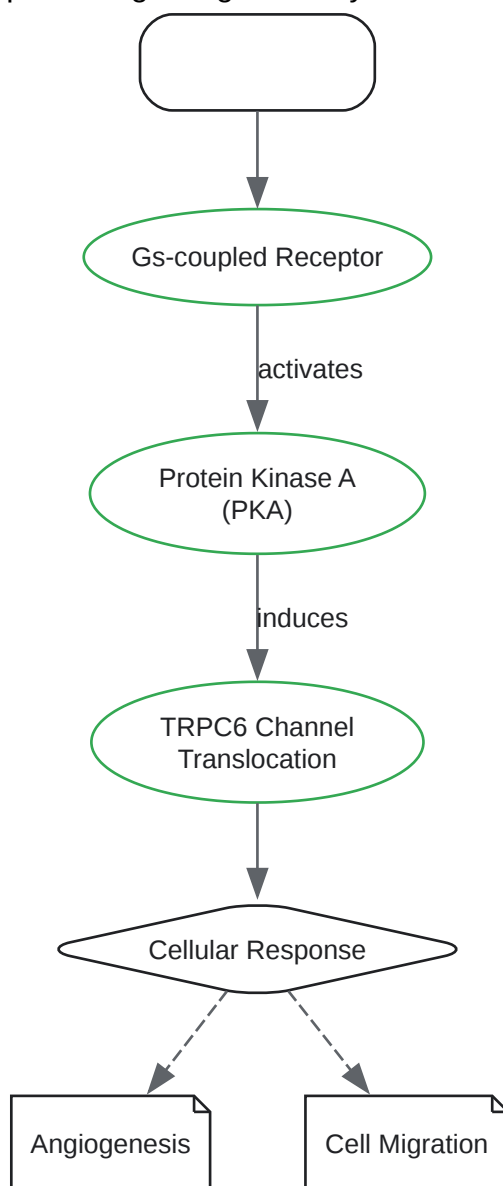 Gs-coupled Receptor
activates
Protein Kinase A
(PKA)
induces
TRPC6 Channel
Translocation
Cellular Response
Angiogenesis
Cell Migration